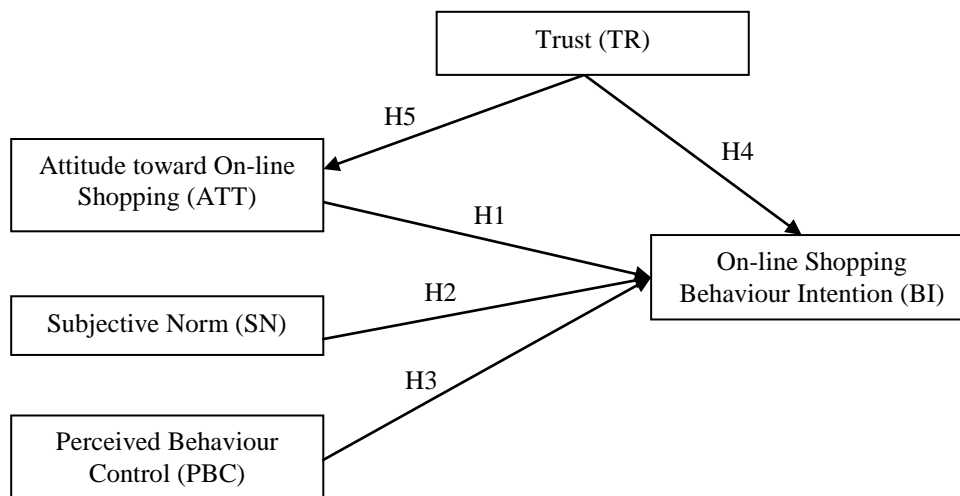 Trust (TR)
H5
H4
Attitude toward On-line
Shopping (ATT)
H1
On-line Shopping
Behaviour Intention (BI)
H2
Subjective Norm (SN)
H3
Perceived Behaviour
Control (PBC)